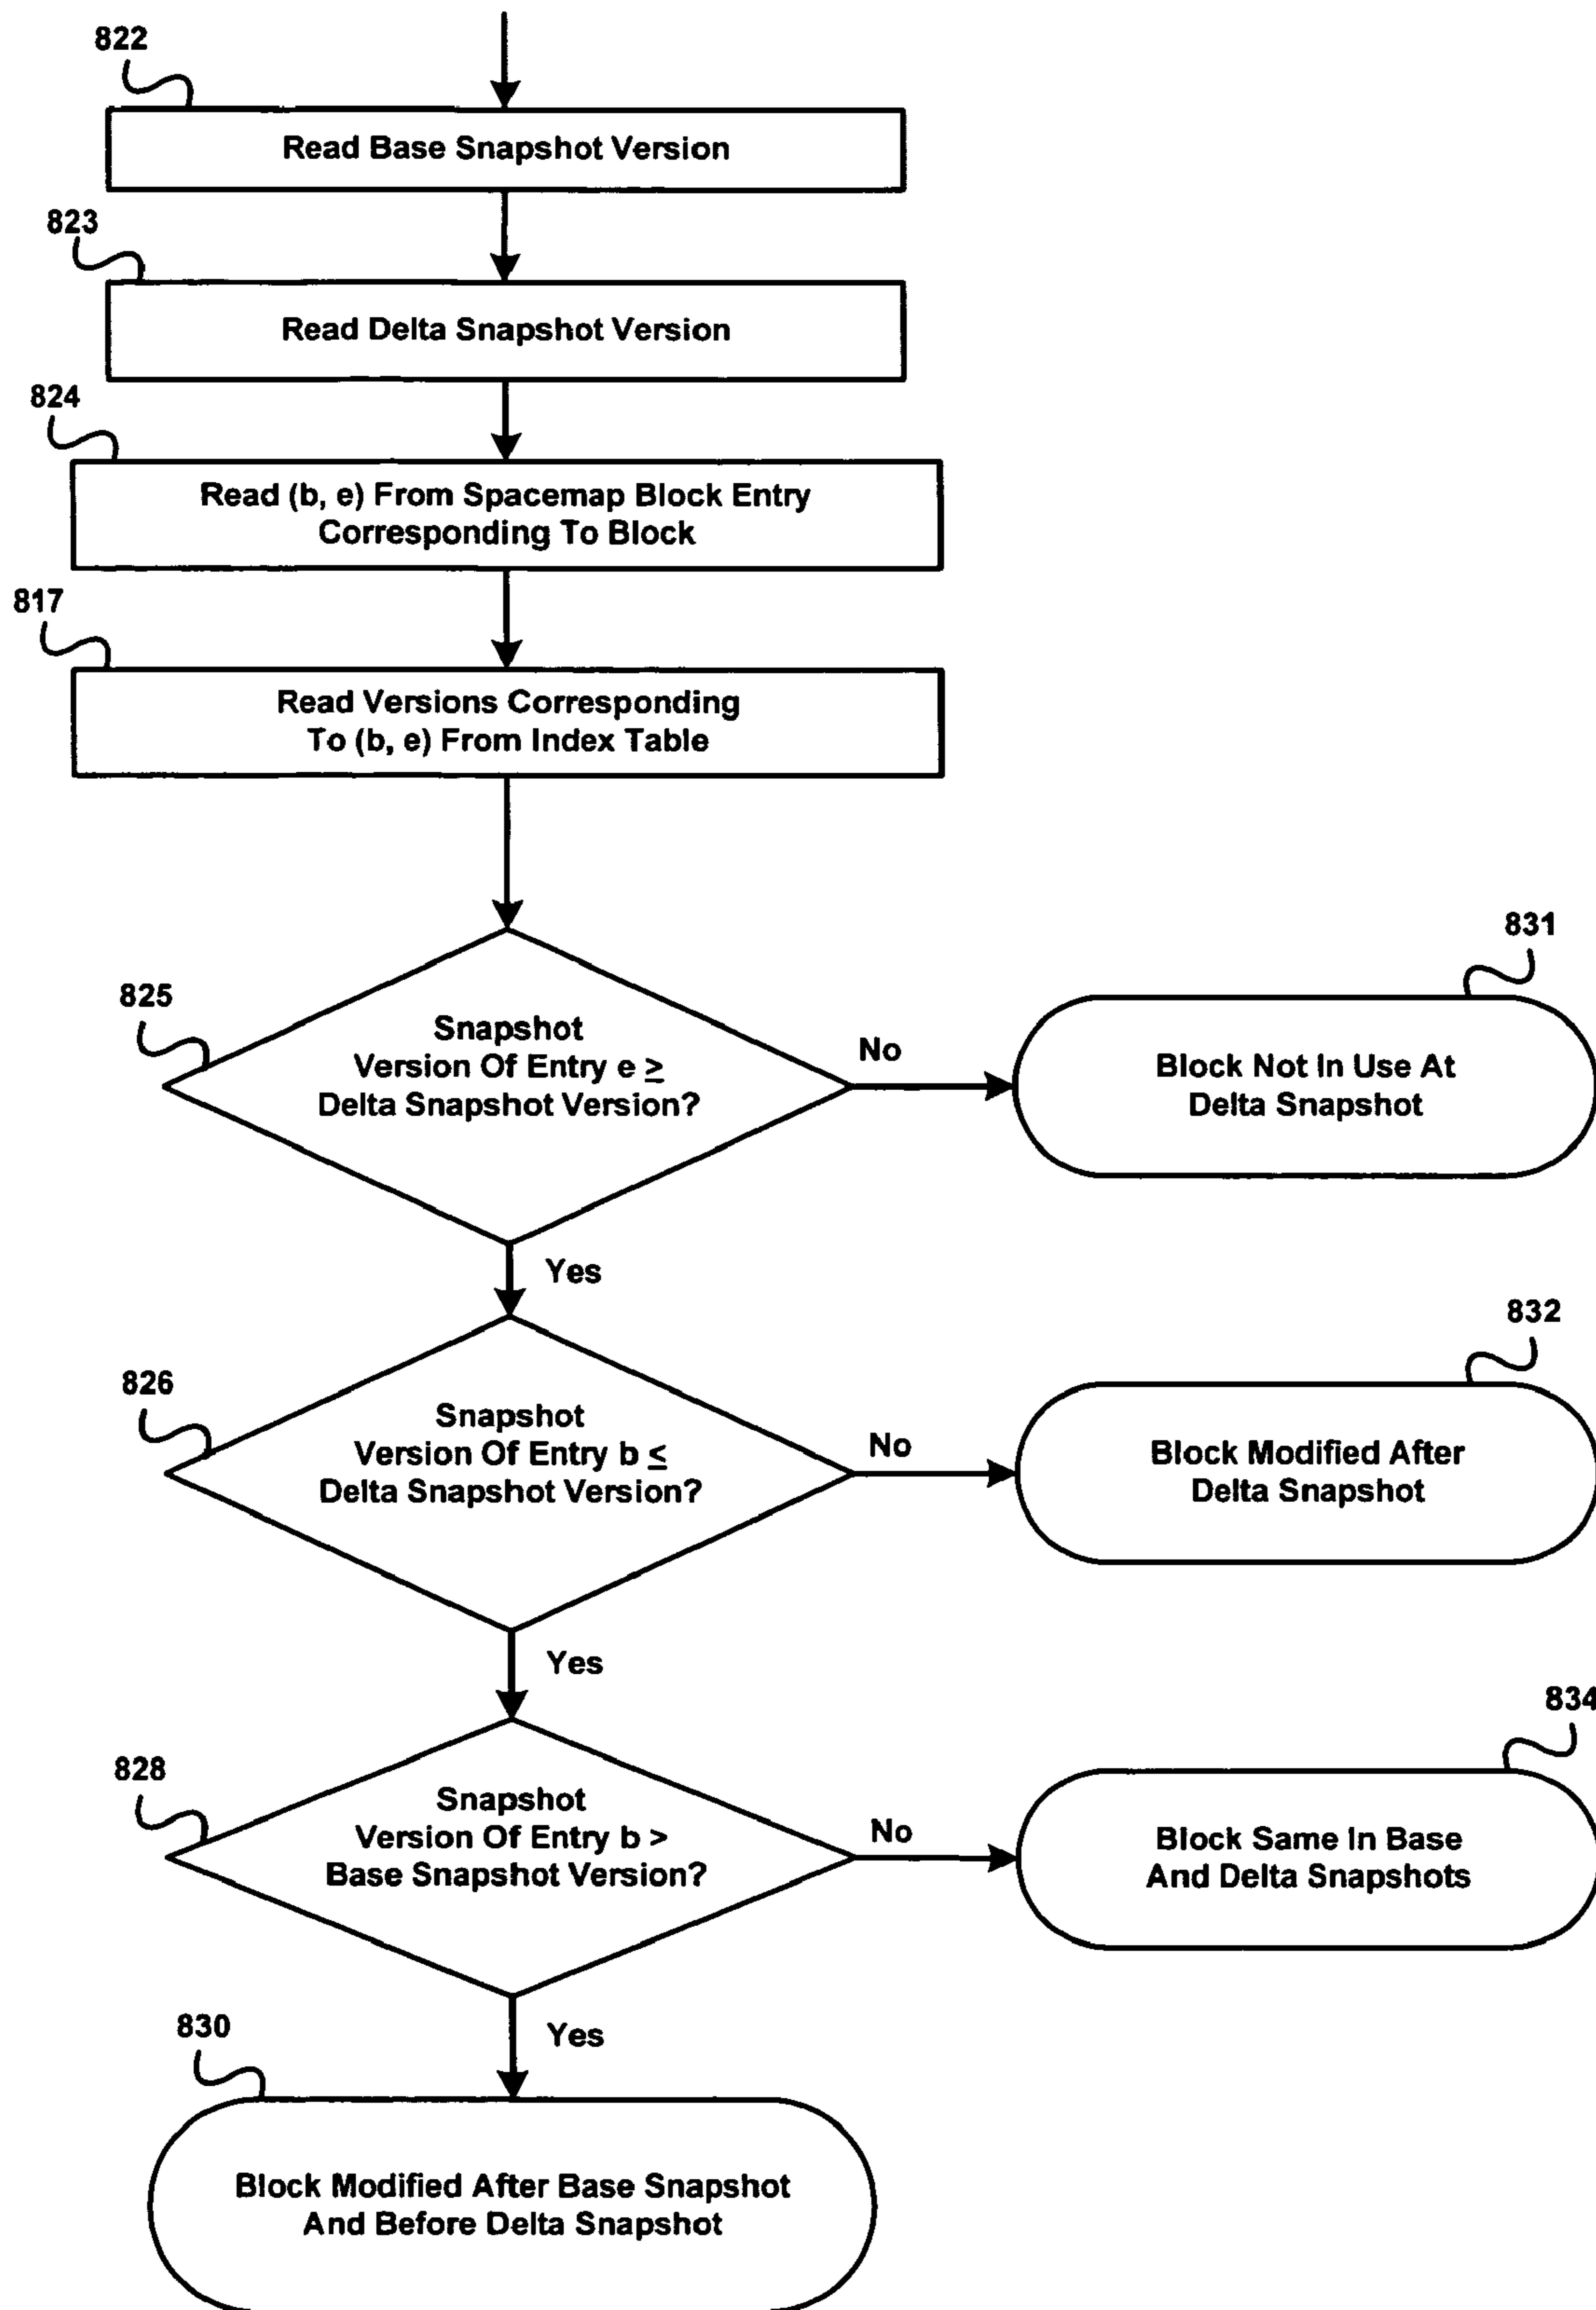 822
Read Base Snapshot Version
823
Read Delta Snapshot Version
824
Read (b, e) From Spacemap Block Entry
Corresponding To Block
817
Read Versions Corresponding
To (b, e) From Index Table
825
Snapshot
Version Of Entry e ≥
Delta Snapshot Version?
No
831
Block Not In Use At
Delta Snapshot
Yes
826
Snapshot
Version Of Entry b ≤
Delta Snapshot Version?
No
832
Block Modified After
Delta Snapshot
Yes
828
Snapshot
Version Of Entry b >
Base Snapshot Version?
No
834
Block Same In Base
And Delta Snapshots
Yes
830
Block Modified After Base Snapshot
And Before Delta Snapshot